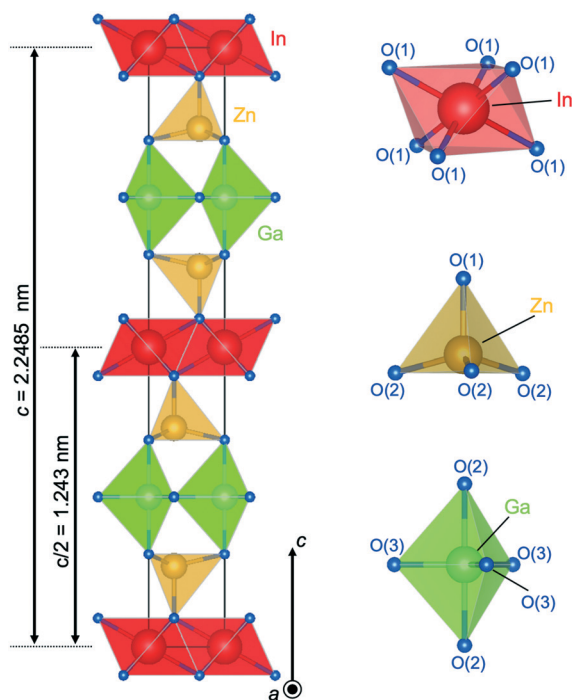 In
Zn
Ga
c = 2.2485 nm
c/2 = 1.243 nm
c
a
O(1)
O(1)
O(1)
In
O(1)
O(1)
O(1)
O(1)
Zn
O(2)
O(2)
O(2)
O(2)
Ga
O(3)
O(3)
O(3)
O(2)